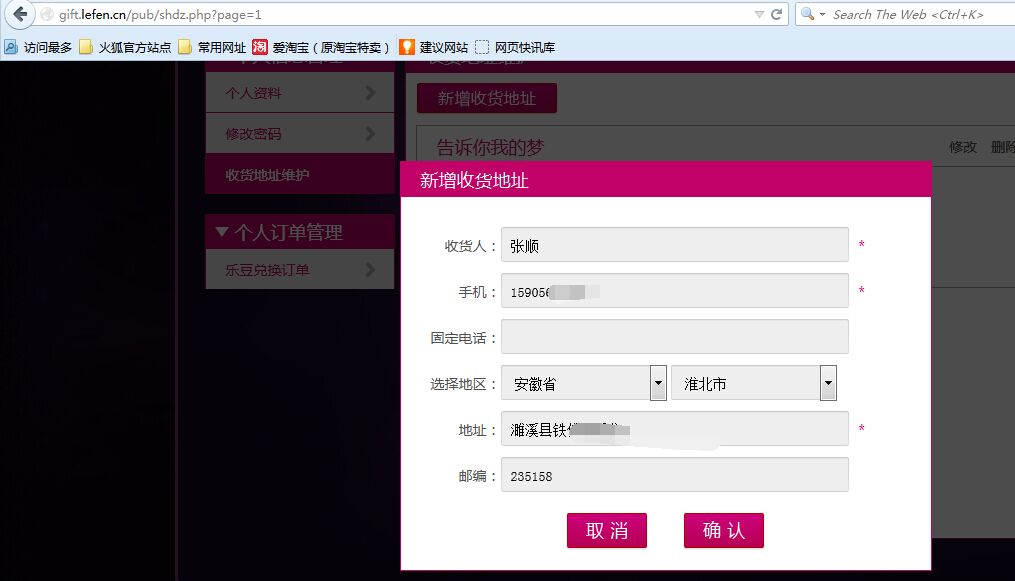 gift.lefen.cn/pub/shdz.php?page=1
Search The Web <Ctrl+K>
访问最多 火狐官方站点 常用网址 淘 爱淘宝（原淘宝特卖） 建议网站 网页快讯库
个人资料
修改密码
收货地址维护
个人订单管理
乐豆兑换订单
新增收货地址
告诉你我的梦
修改 删除
新增收货地址
收货人： 张顺 *
手机： 15905 *
固定电话：
选择地区： 安徽省 淮北市
地址： 濉溪县铁 *
邮编： 235158
取 消 确 认